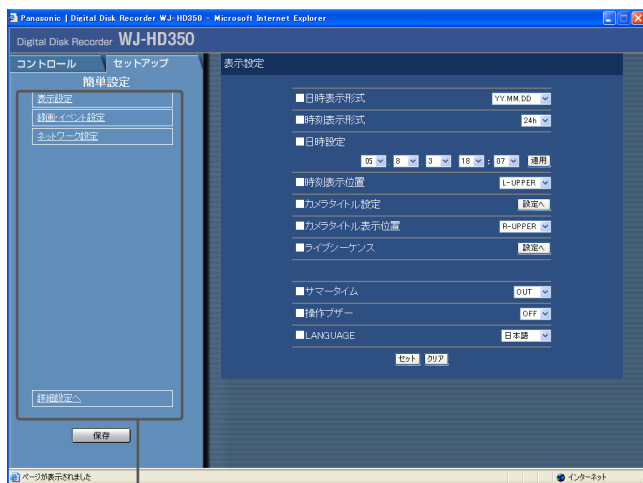 Panasonic | Digital Disk Recorder WJ-HD350 - Microsoft Internet Explorer
Digital Disk Recorder WJ-HD350
コントロール
セットアップ
簡単設定
表示設定
録画・イベント設定
ネットワーク設定
詳細設定へ
保存
表示設定
■日時表示形式 YY.MM.DD
■時刻表示形式 24h
■日時設定
05 . 8 . 3 18 : 07 適用
■時刻表示位置 L-UPPER
■カメラタイトル設定 設定へ
■カメラタイトル表示位置 R-UPPER
■ライブシーケンス 設定へ
■サマータイム OUT
■操作ブザー OFF
■LANGUAGE 日本語
セット クリア
ページが表示されました
インターネット